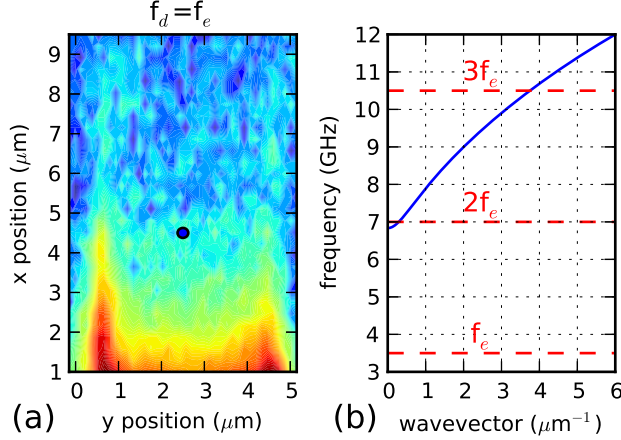 f_d=f_e
x position (μm)
9
8
7
6
5
4
3
2
1
0 1 2 3 4 5
y position (μm)
(a)
frequency (GHz)
12
11
10
9
8
7
6
5
4
3
3f_e
2f_e
f_e
0 1 2 3 4 5 6
wavevector (μm⁻¹)
(b)